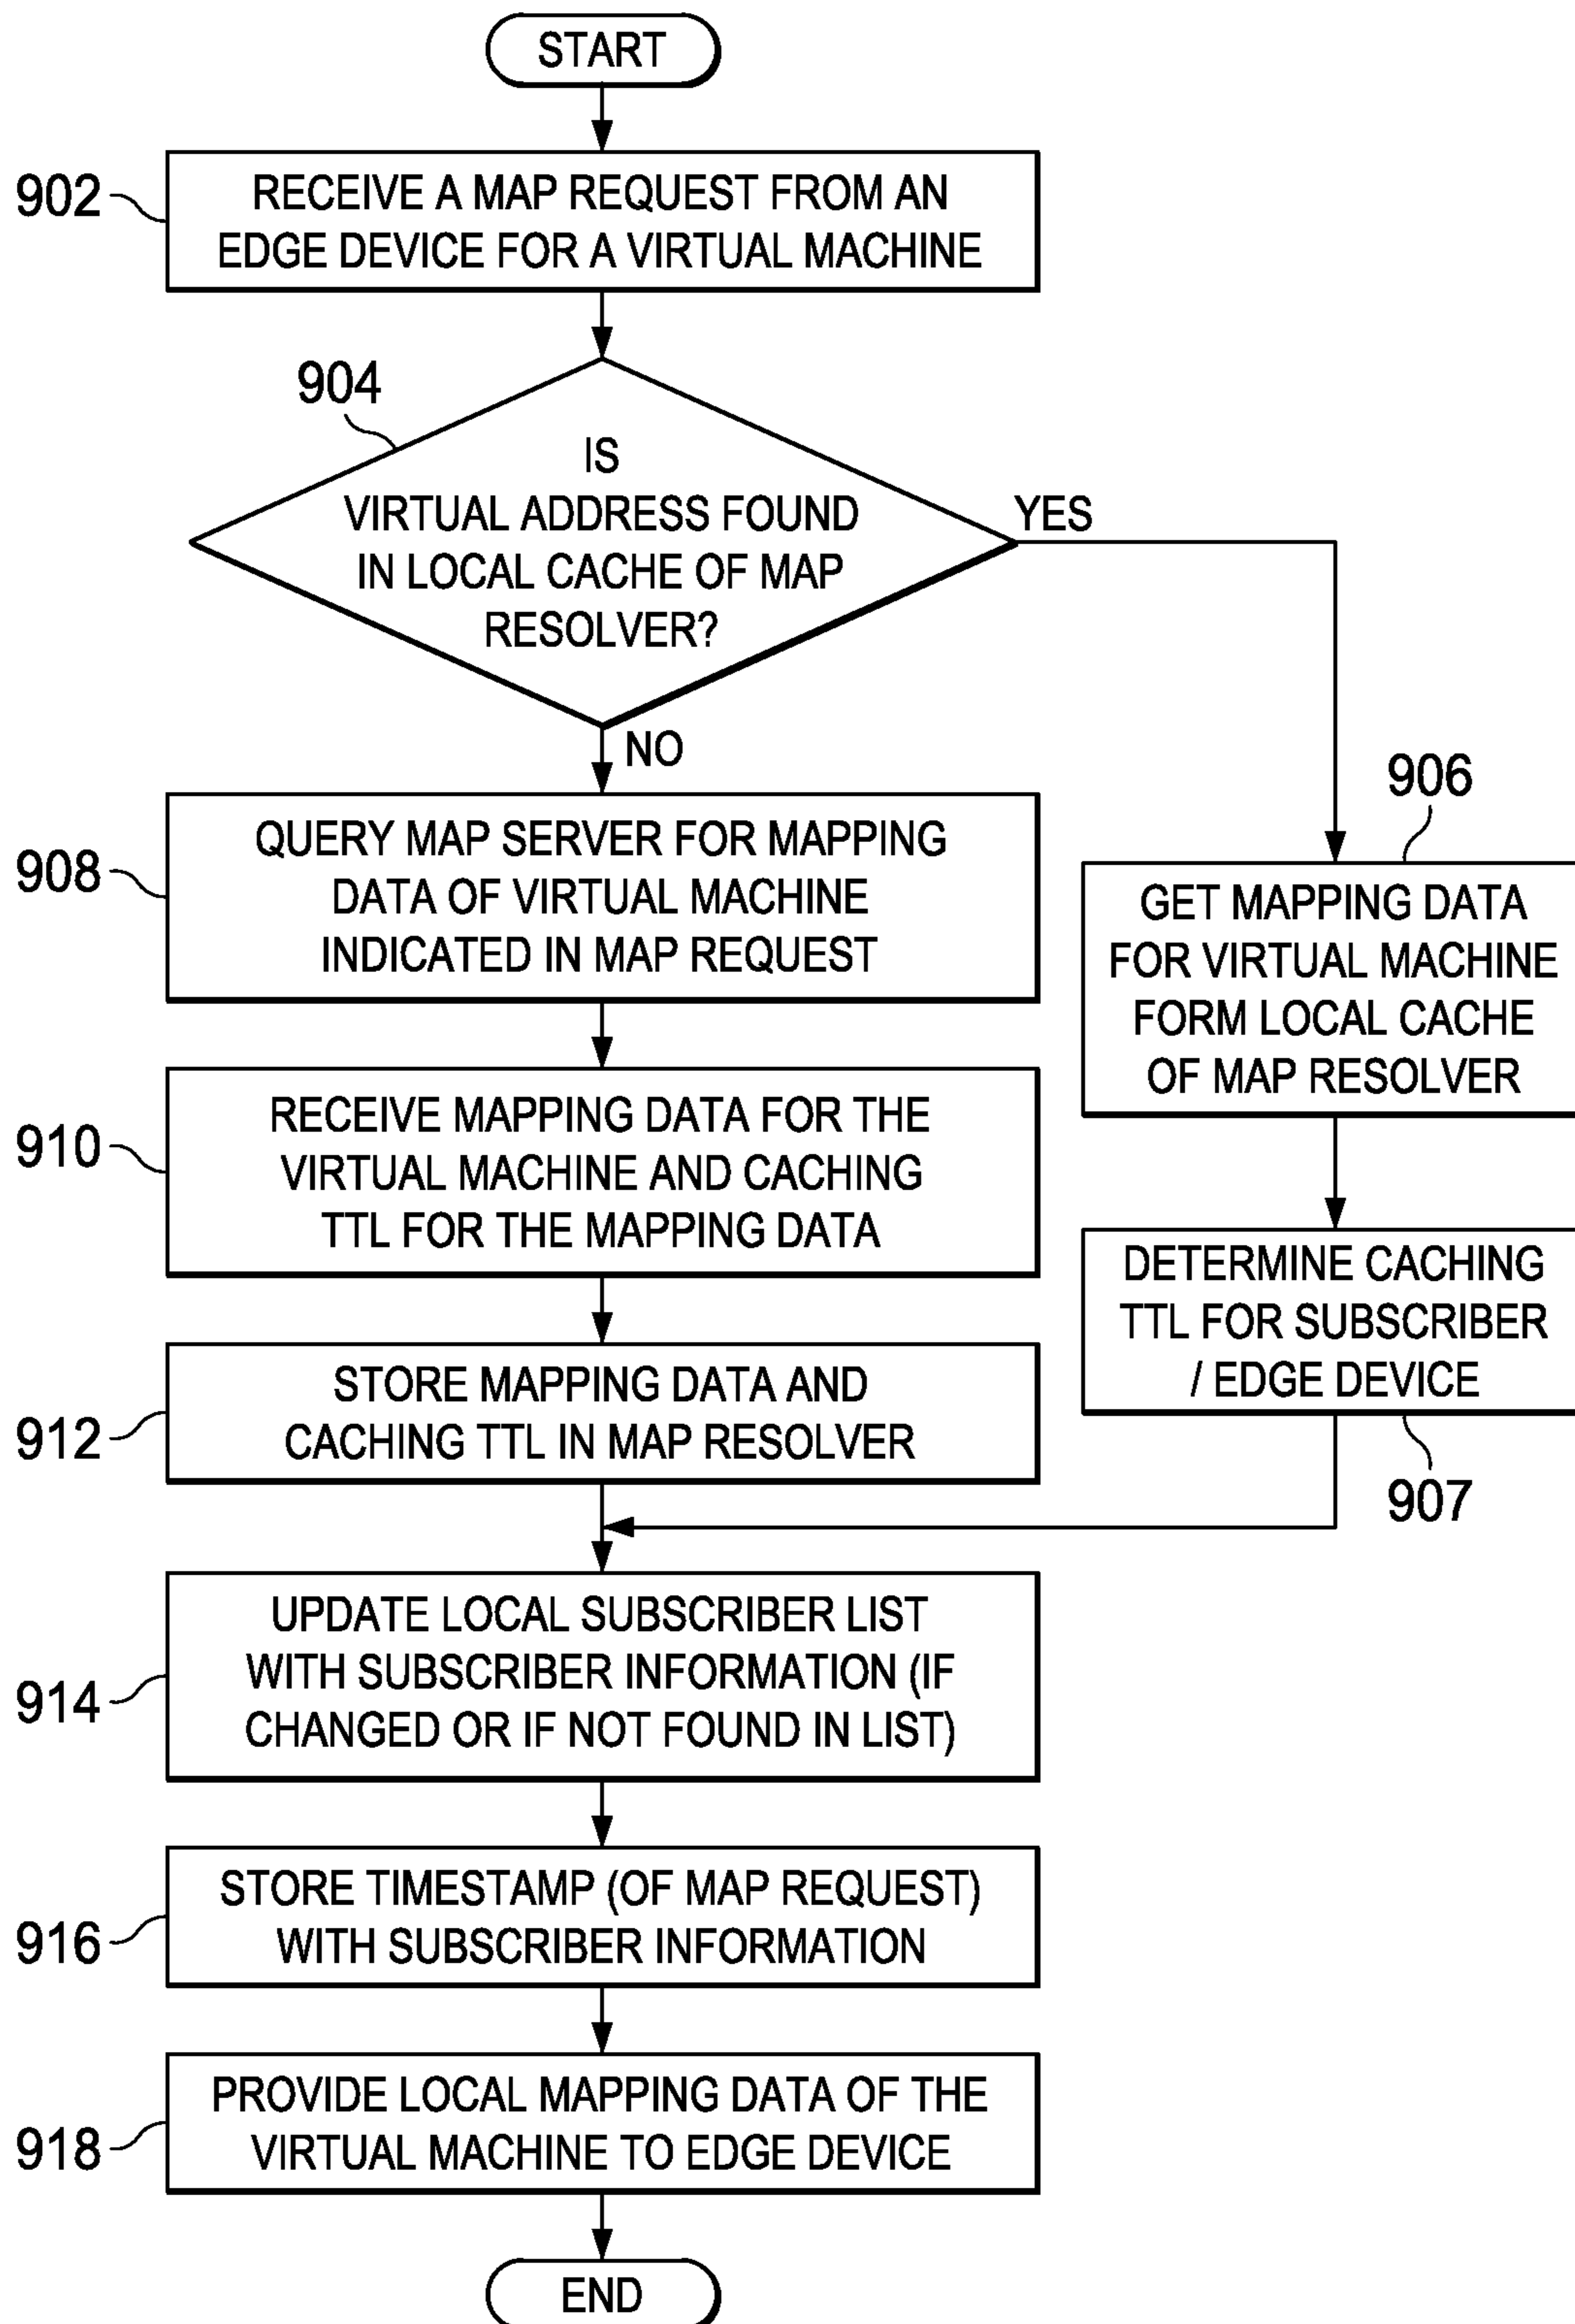 START
902
RECEIVE A MAP REQUEST FROM AN
EDGE DEVICE FOR A VIRTUAL MACHINE
904
IS
VIRTUAL ADDRESS FOUND
IN LOCAL CACHE OF MAP
RESOLVER?
YES
NO
906
GET MAPPING DATA
FOR VIRTUAL MACHINE
FORM LOCAL CACHE
OF MAP RESOLVER
DETERMINE CACHING
TTL FOR SUBSCRIBER
/ EDGE DEVICE
907
908
QUERY MAP SERVER FOR MAPPING
DATA OF VIRTUAL MACHINE
INDICATED IN MAP REQUEST
910
RECEIVE MAPPING DATA FOR THE
VIRTUAL MACHINE AND CACHING
TTL FOR THE MAPPING DATA
912
STORE MAPPING DATA AND
CACHING TTL IN MAP RESOLVER
914
UPDATE LOCAL SUBSCRIBER LIST
WITH SUBSCRIBER INFORMATION (IF
CHANGED OR IF NOT FOUND IN LIST)
916
STORE TIMESTAMP (OF MAP REQUEST)
WITH SUBSCRIBER INFORMATION
918
PROVIDE LOCAL MAPPING DATA OF THE
VIRTUAL MACHINE TO EDGE DEVICE
END